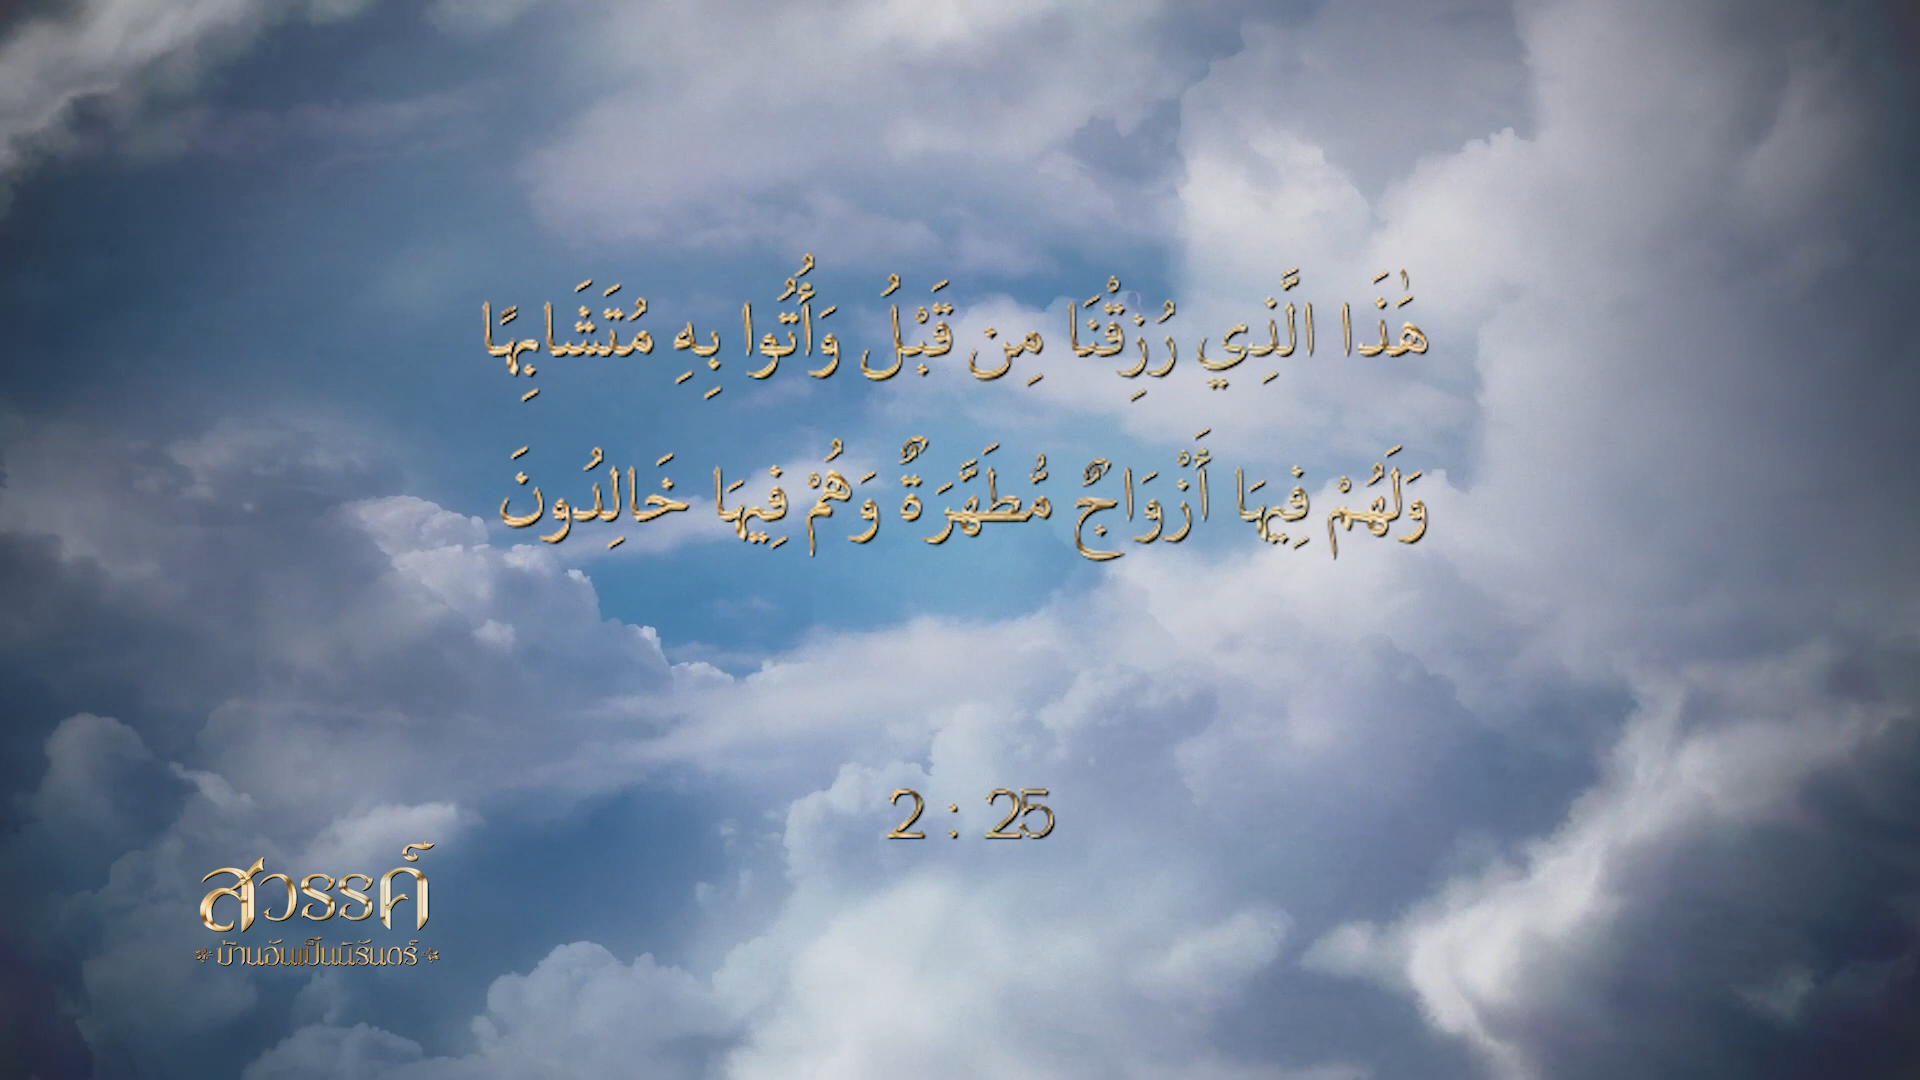 هَٰذَا الَّذِي رُزِقْنَا مِن قَبْلُ وَأُتُوا بِهِ مُتَشَابِهًا
وَلَهُمْ فِيهَا أَزْوَاجٌ مُّطَهَّرَةٌ وَهُمْ فِيهَا خَالِدُونَ
2 : 25
สวรรค์
บ้านอันเป็นนิรันดร์